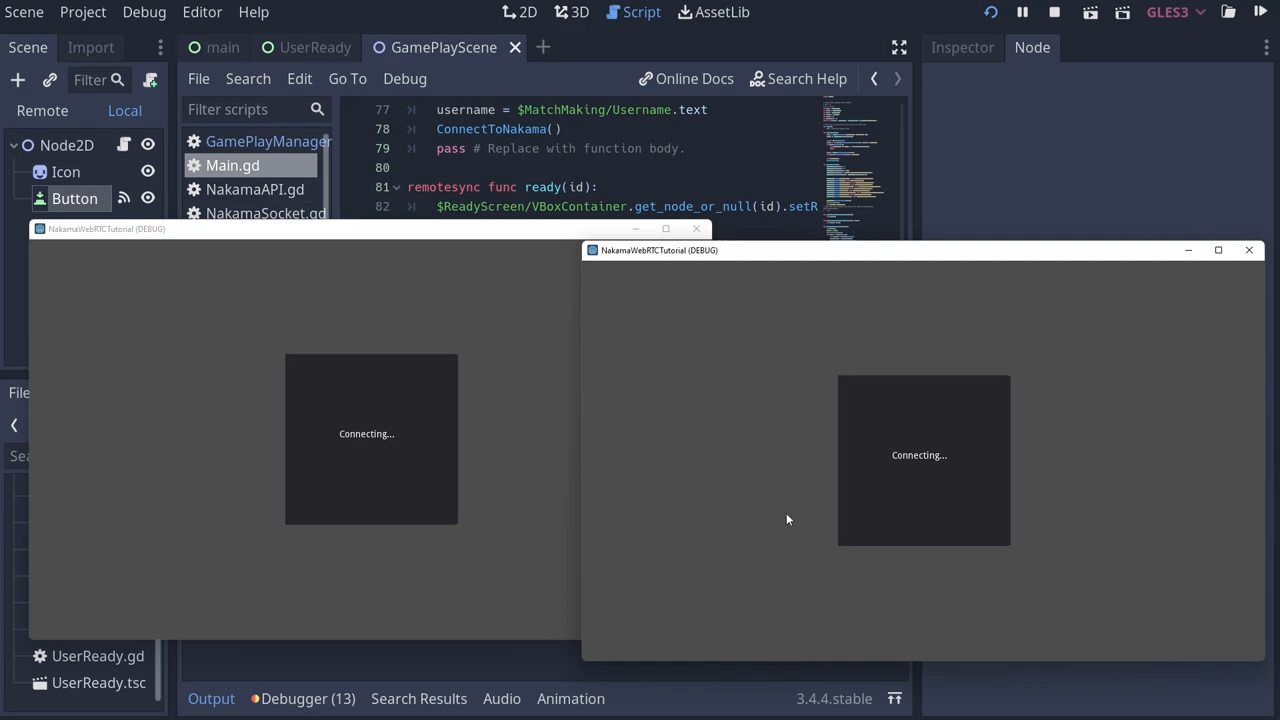 Scene Project Debug Editor Help 2D 3D Script AssetLib GLES3
Scene Import main UserReady GamePlayScene Inspector Node
Filter File Search Edit Go To Debug Online Docs Search Help
Remote Local Filter scripts
77 username = $MatchMaking/Username.text
78 ConnectToNakama()
79 pass # Replace with function body.
80
81 remotesync func ready(id):
82 $ReadyScreen/VBoxContainer.get_node_or_null(id).setR
Node2D
Icon
Button
GamePlayManager
Main.gd
NakamaAPI.gd
NakamaSocket.gd
NakamaWebRTCTutorial (DEBUG)
Connecting...
NakamaWebRTCTutorial (DEBUG)
Connecting...
File
Sea
UserReady.gd
UserReady.tsc
Output Debugger (13) Search Results Audio Animation 3.4.4.stable